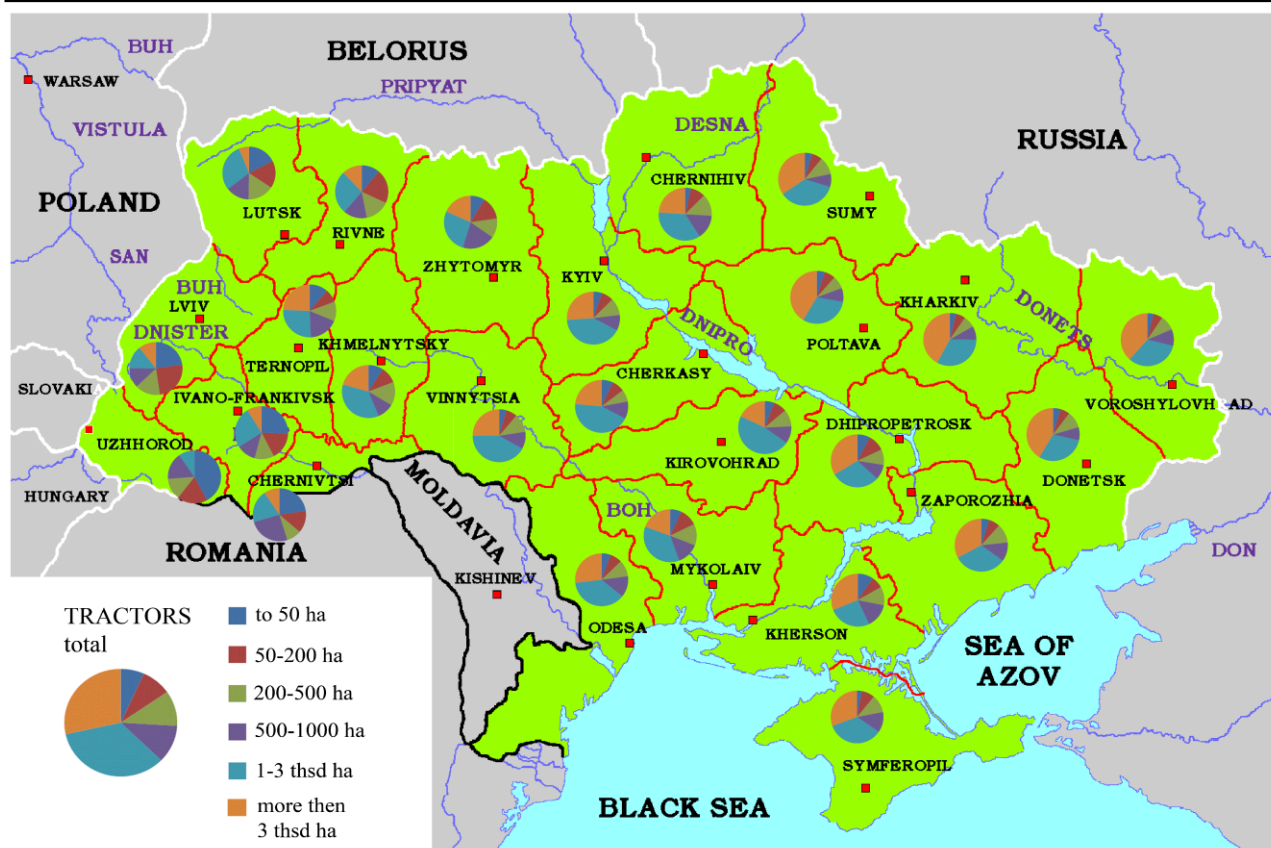 BUH
BELORUS
WARSAW
PRIPYAT
VISTULA
DESNA
RUSSIA
CHERNIHIV
POLAND
LUTSK
RIVNE
SUMY
SAN
ZHYTOMYR
KYIV
BUH
LVIV
KHARKIV
DONETS
DNISTER
DNIPRO
KHMELNYTSKY
POLTAVA
TERNOPIL
CHERKASY
SLOVAKI
IVANO-FRANKIVSK
VINNYTSIA
VOROSHYLOVH AD
DHIPROPETROSK
UZHHOROD
KIROVOHRAD
CHERNIVTSI
DONETSK
HUNGARY
MOLDAVIA
ZAPOROZHIA
BOH
ROMANIA
DON
KISHINEV
MYKOLAIV
ODESA
KHERSON
SEA OF
AZOV
SYMFEROPIL
BLACK SEA
TRACTORS
total
to 50 ha
50-200 ha
200-500 ha
500-1000 ha
1-3 thsd ha
more then
3 thsd ha